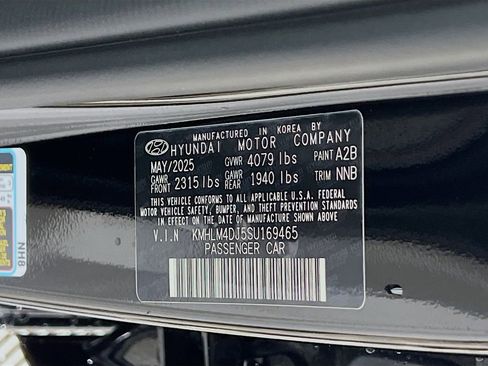 MANUFACTURED IN KOREA BY
HYUNDAI MOTOR COMPANY
MAY/2025 GVWR 4079 lbs PAINT A2B
GAWR FRONT 2315 lbs GAWR REAR 1940 lbs TRIM NNB
THIS VEHICLE CONFORMS TO ALL APPLICABLE U.S.A. FEDERAL
MOTOR VEHICLE SAFETY, BUMPER, AND THEFT PREVENTION STANDARDS
IN EFFECT ON THE DATE OF MANUFACTURE SHOWN ABOVE
V.I.N KMHLM4DJ5SU169465
PASSENGER CAR
NH8